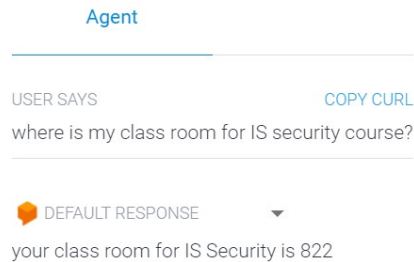 Agent
USER SAYS COPY CURL
where is my class room for IS security course?
DEFAULT RESPONSE
your class room for IS Security is 822